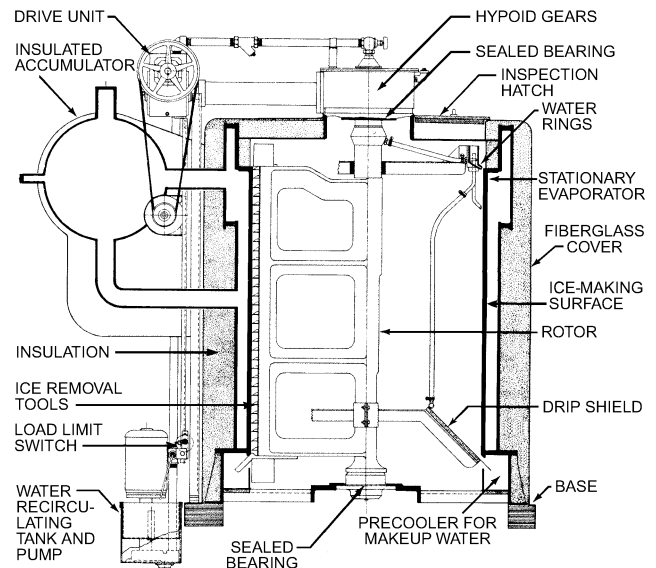 DRIVE UNIT
INSULATED
ACCUMULATOR
HYPOID GEARS
SEALED BEARING
INSPECTION
HATCH
WATER
RINGS
STATIONARY
EVAPORATOR
FIBERGLASS
COVER
ICE-MAKING
SURFACE
ROTOR
INSULATION
ICE REMOVAL
TOOLS
DRIP SHIELD
LOAD LIMIT
SWITCH
WATER
RECIRCU-
LATING
TANK AND
PUMP
BASE
PRECOOLER FOR
MAKEUP WATER
SEALED
BEARING